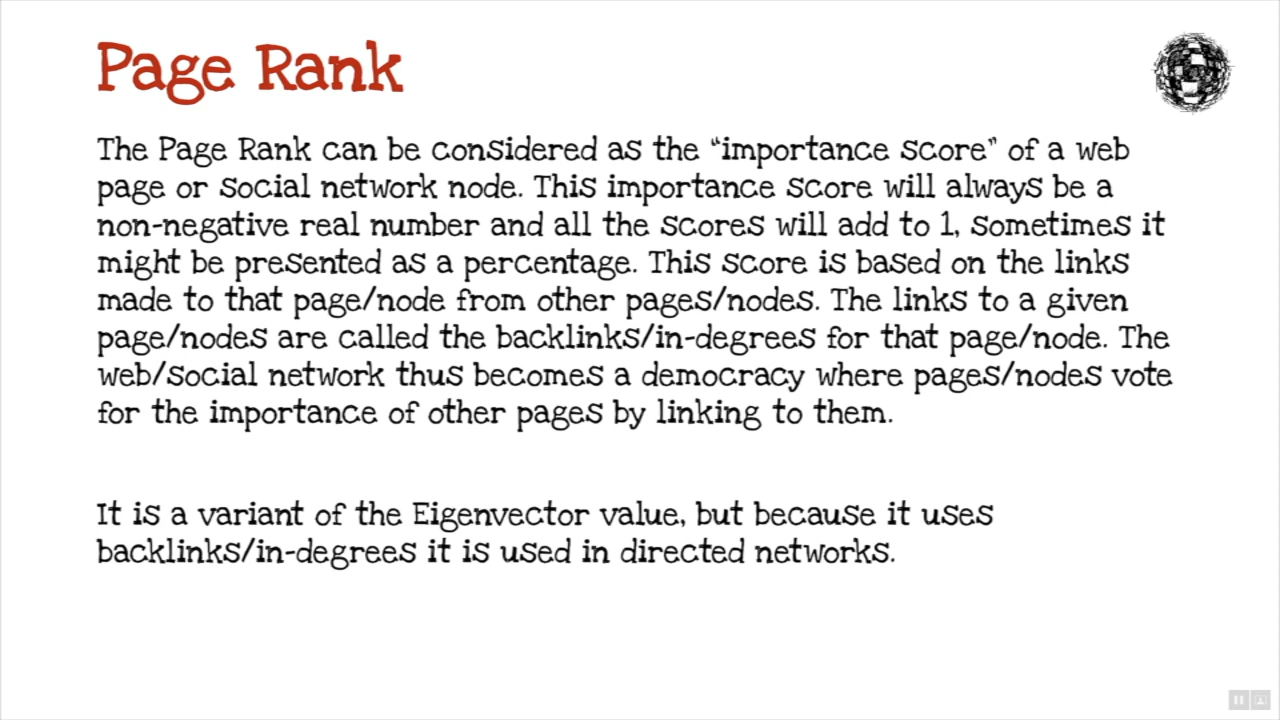 Page Rank
The Page Rank can be considered as the “importance score” of a web
page or social network node. This importance score will always be a
non-negative real number and all the scores will add to 1, sometimes it
might be presented as a percentage. This score is based on the links
made to that page/node from other pages/nodes. The links to a given
page/nodes are called the backlinks/in-degrees for that page/node. The
web/social network thus becomes a democracy where pages/nodes vote
for the importance of other pages by linking to them.
It is a variant of the Eigenvector value, but because it uses
backlinks/in-degrees it is used in directed networks.